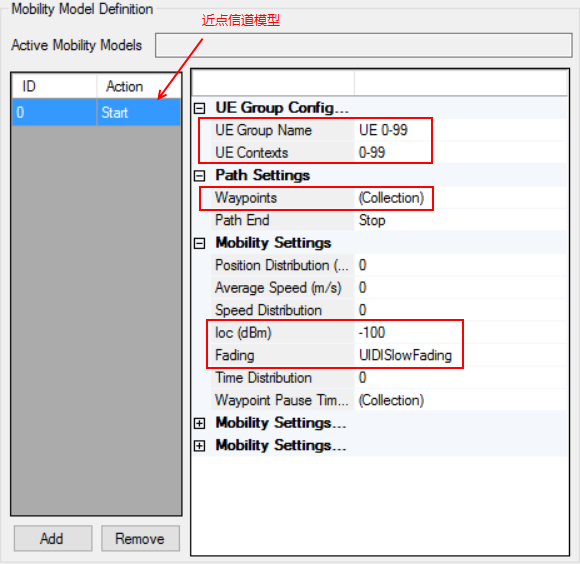 Mobility Model Definition
近点信道模型
Active Mobility Models
ID Action
0 Start
UE Group Config...
UE Group Name UE 0-99
UE Contexts 0-99
Path Settings
Waypoints (Collection)
Path End Stop
Mobility Settings
Position Distribution (... 0
Average Speed (m/s) 0
Speed Distribution 0
Ioc (dBm) -100
Fading UIDISlowFading
Time Distribution 0
Waypoint Pause Tim... (Collection)
Mobility Settings...
Mobility Settings...
Add Remove